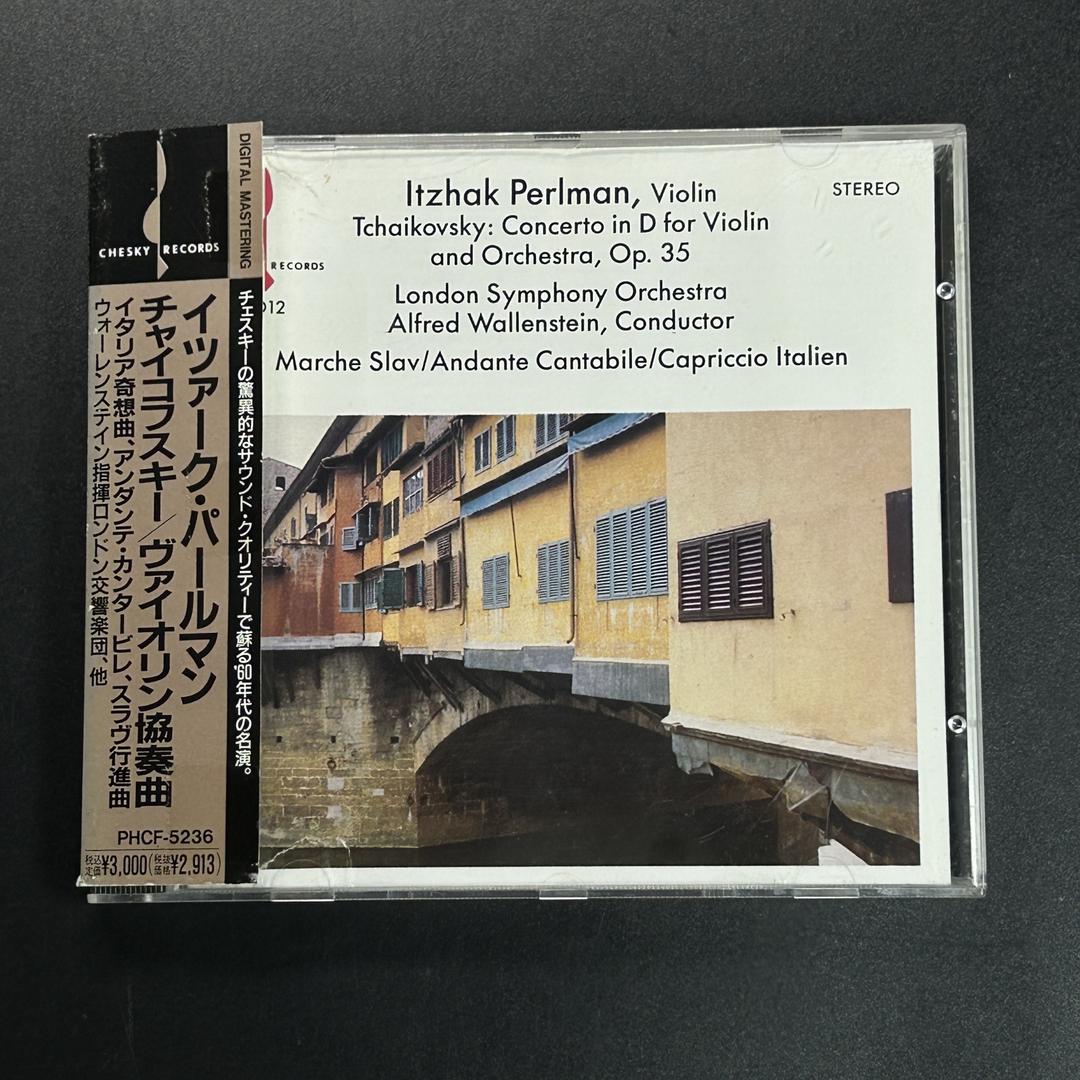 CHESKY RECORDS
DIGITAL MASTERING
チェスキーの驚異的なサウンド・クオリティーで蘇る'60年代の名演。
イツァーク・パールマン
チャイコフスキー/ヴァイオリン協奏曲
イタリア奇想曲、アンダンテ・カンタービレ、スラヴ行進曲
ウォーレンステイン指揮ロンドン交響楽団、他
PHCF-5236
税込定価¥3,000(税抜価格¥2,913)
RECORDS
Itzhak Perlman, Violin
STEREO
Tchaikovsky: Concerto in D for Violin
and Orchestra, Op. 35
London Symphony Orchestra
Alfred Wallenstein, Conductor
Marche Slav/Andante Cantabile/Capriccio Italien